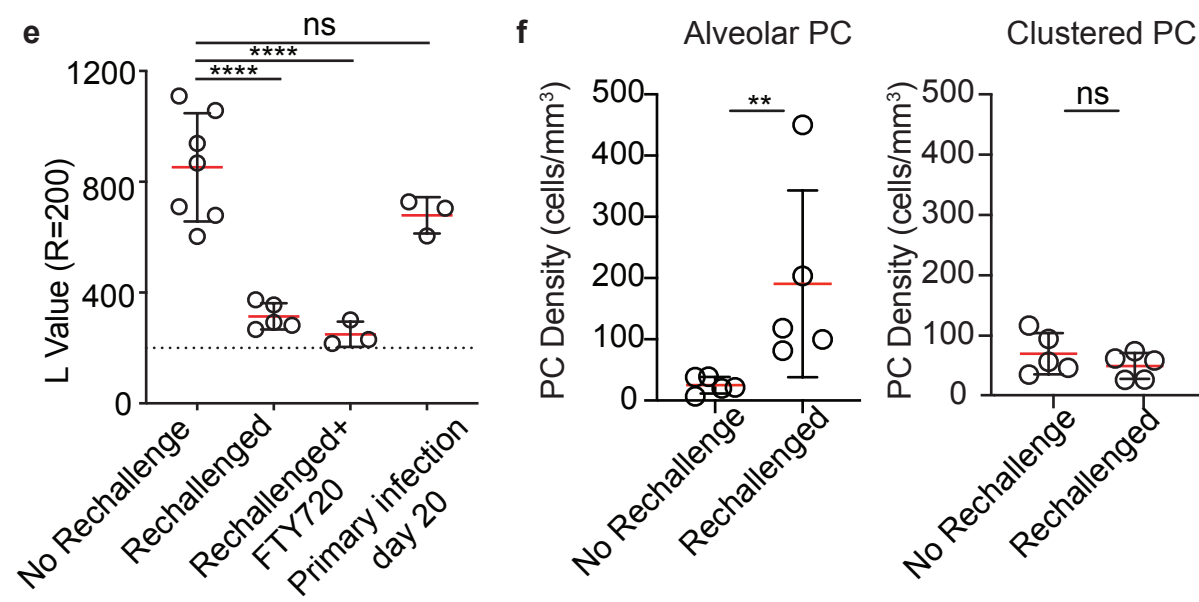 e
ns
****
****
1200
800
400
0
L Value (R=200)
No Rechallenge
Rechallenged
Rechallenged+
FTY720
Primary infection
day 20
f
Alveolar PC
**
500
400
300
200
100
0
PC Density (cells/mm³)
No Rechallenge
Rechallenged
Clustered PC
ns
500
400
300
200
100
0
PC Density (cells/mm³)
No Rechallenge
Rechallenged